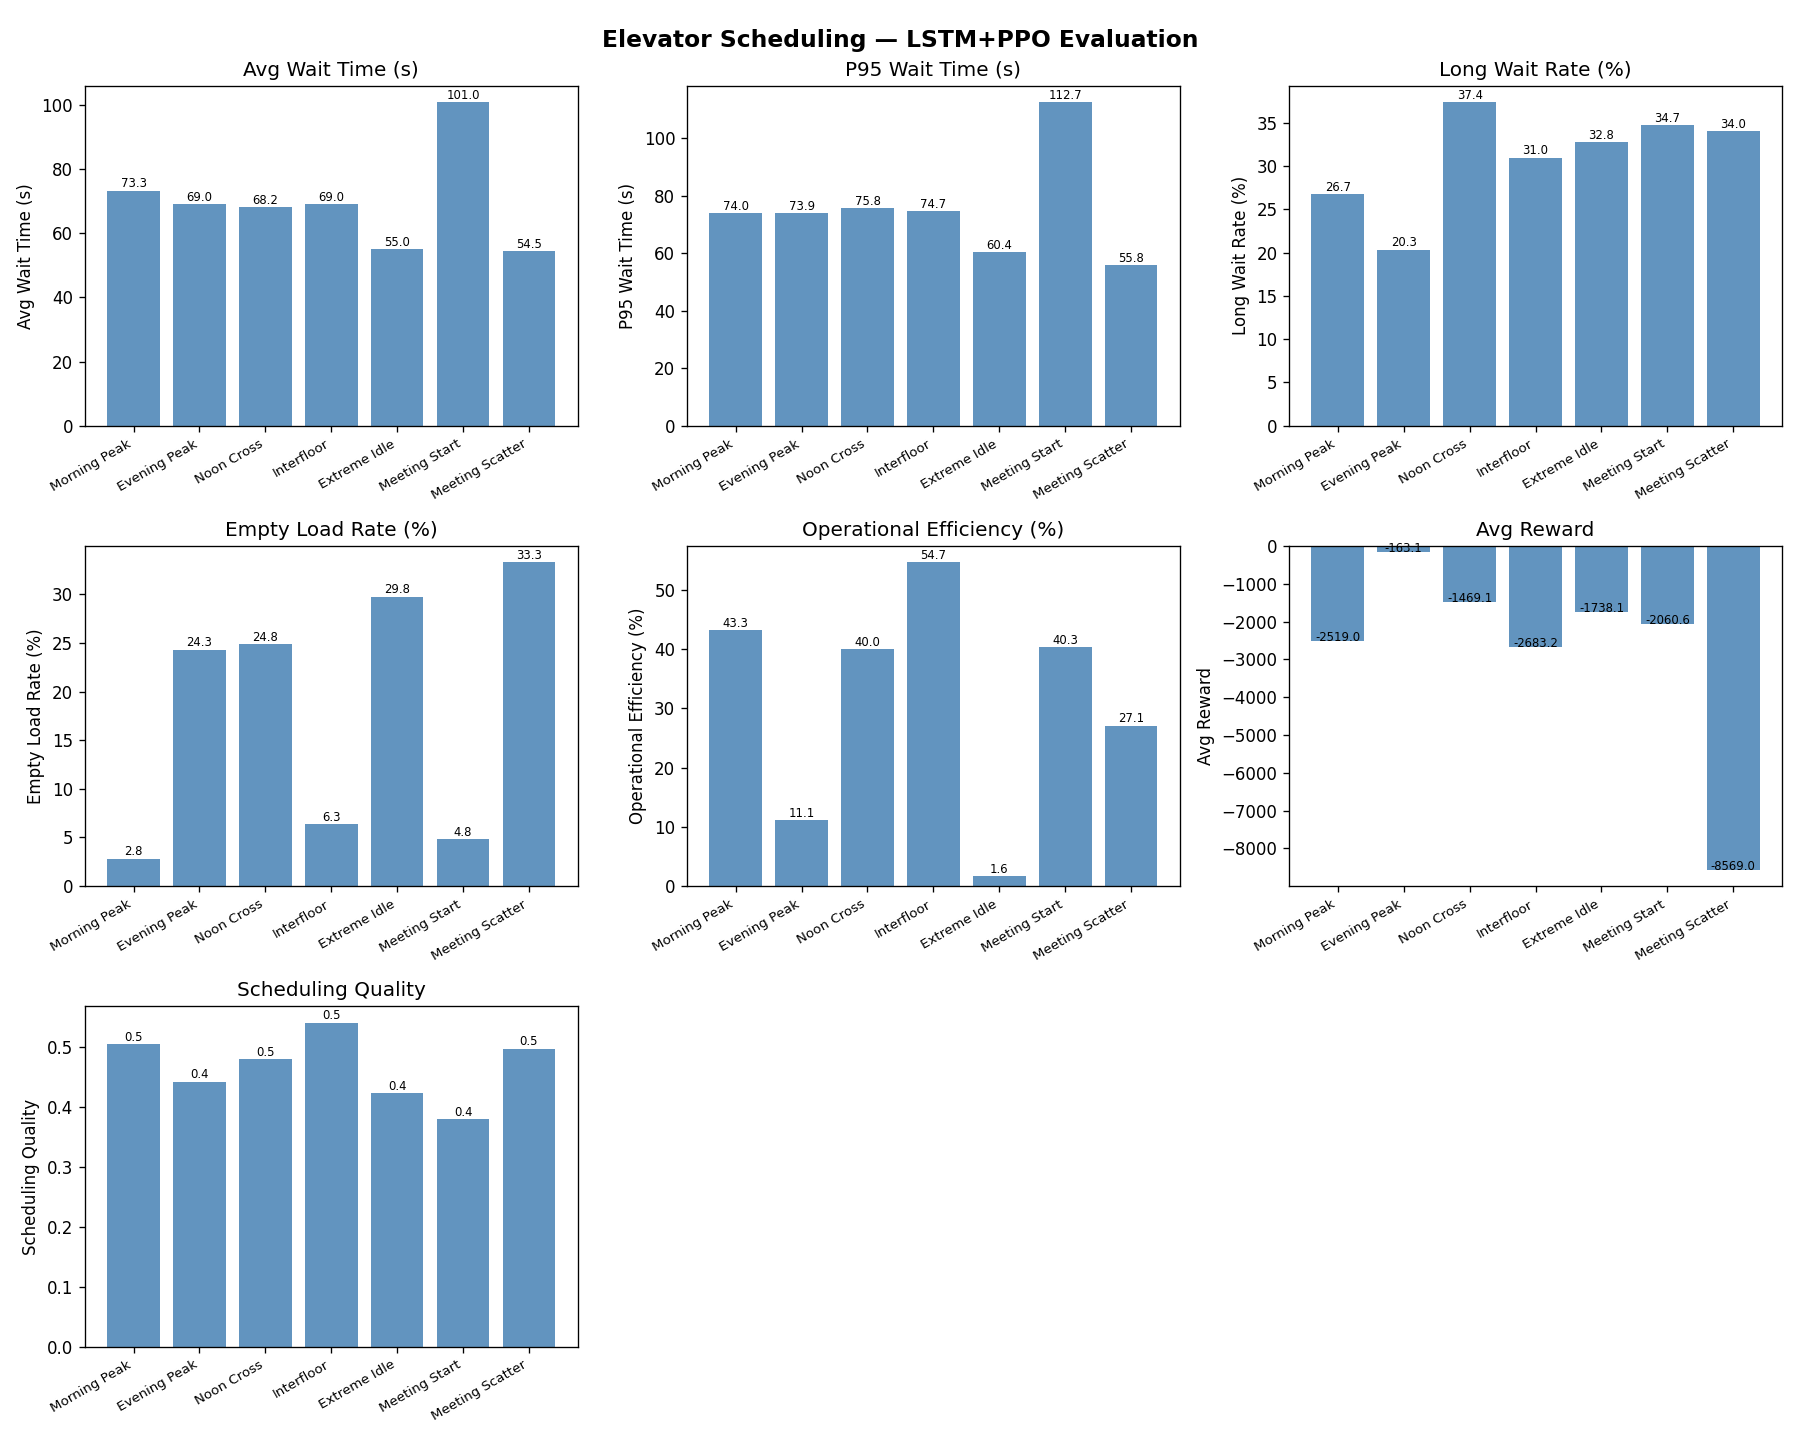 Elevator Scheduling — LSTM+PPO Evaluation
Avg Wait Time (s)
Avg Wait Time (s)
100
80
60
40
20
0
73.3
69.0
68.2
69.0
55.0
101.0
54.5
Morning Peak
Evening Peak
Noon Cross
Interfloor
Extreme Idle
Meeting Start
Meeting Scatter
P95 Wait Time (s)
P95 Wait Time (s)
100
80
60
40
20
0
74.0
73.9
75.8
74.7
60.4
112.7
55.8
Morning Peak
Evening Peak
Noon Cross
Interfloor
Extreme Idle
Meeting Start
Meeting Scatter
Long Wait Rate (%)
Long Wait Rate (%)
35
30
25
20
15
10
5
0
26.7
20.3
37.4
31.0
32.8
34.7
34.0
Morning Peak
Evening Peak
Noon Cross
Interfloor
Extreme Idle
Meeting Start
Meeting Scatter
Empty Load Rate (%)
Empty Load Rate (%)
30
25
20
15
10
5
0
2.8
24.3
24.8
6.3
29.8
4.8
33.3
Morning Peak
Evening Peak
Noon Cross
Interfloor
Extreme Idle
Meeting Start
Meeting Scatter
Operational Efficiency (%)
Operational Efficiency (%)
50
40
30
20
10
0
43.3
11.1
40.0
54.7
1.6
40.3
27.1
Morning Peak
Evening Peak
Noon Cross
Interfloor
Extreme Idle
Meeting Start
Meeting Scatter
Avg Reward
Avg Reward
0
−1000
−2000
−3000
−4000
−5000
−6000
−7000
−8000
-2519.0
-163.1
-1469.1
-2683.2
-1738.1
-2060.6
-8569.0
Morning Peak
Evening Peak
Noon Cross
Interfloor
Extreme Idle
Meeting Start
Meeting Scatter
Scheduling Quality
Scheduling Quality
0.5
0.4
0.3
0.2
0.1
0.0
0.5
0.4
0.5
0.5
0.4
0.4
0.5
Morning Peak
Evening Peak
Noon Cross
Interfloor
Extreme Idle
Meeting Start
Meeting Scatter